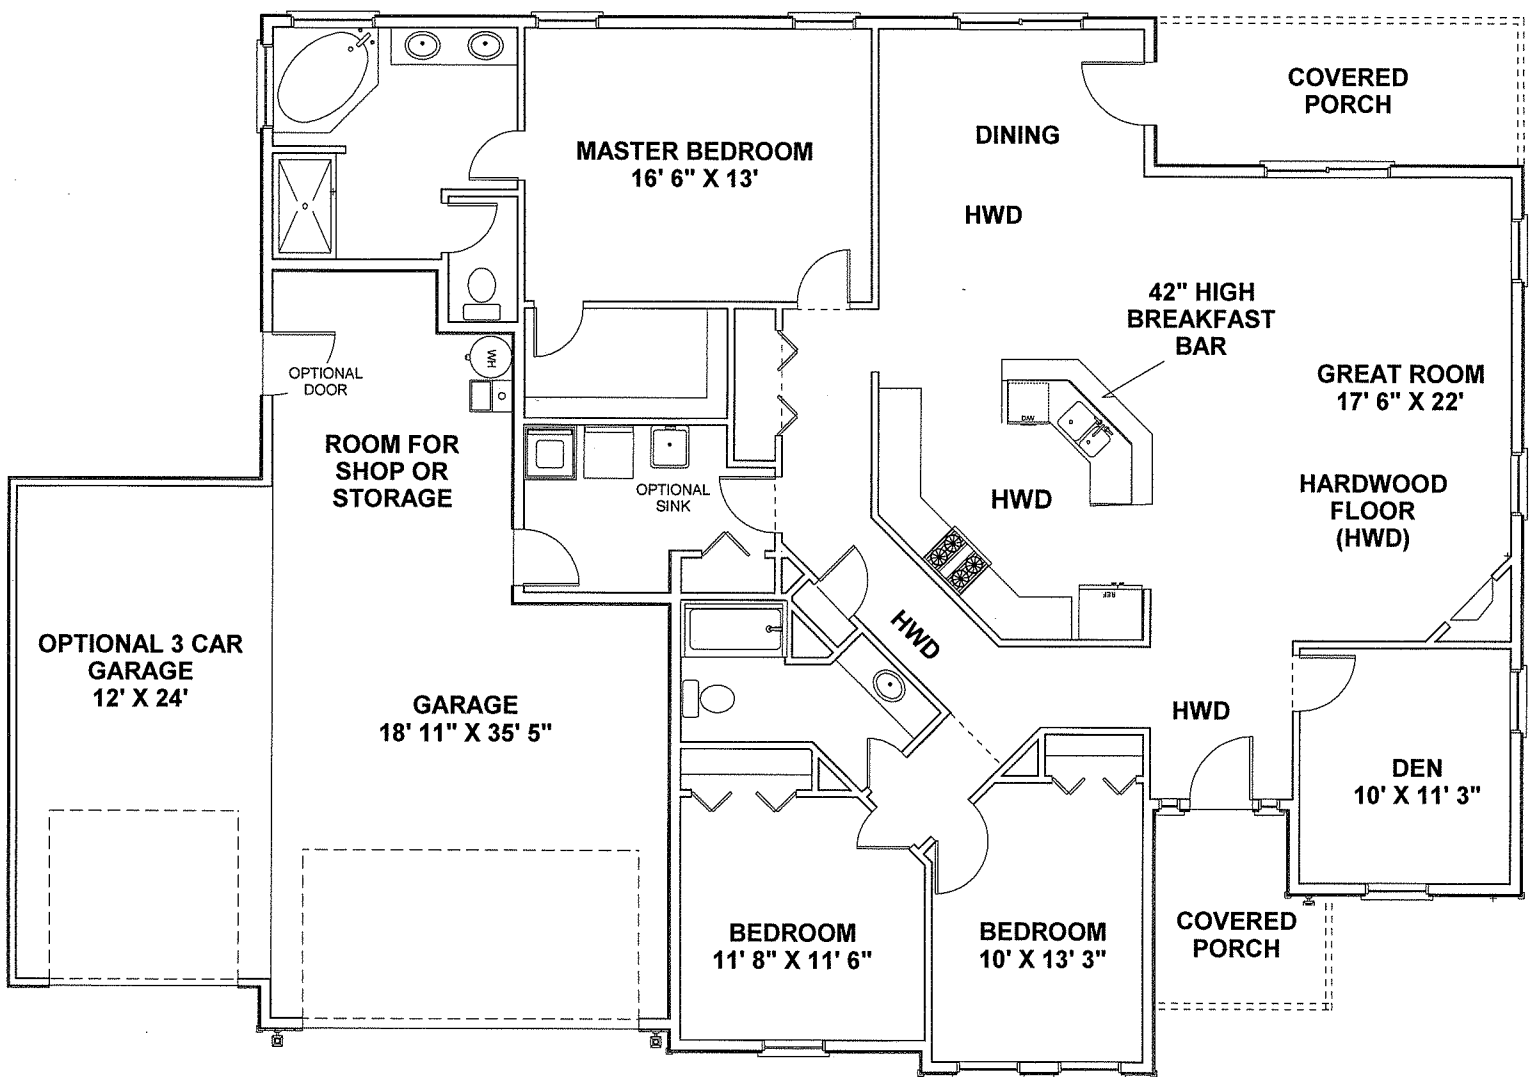 COVERED
PORCH
DINING
MASTER BEDROOM
16' 6" X 13'
HWD
42" HIGH
BREAKFAST
BAR
WH
OPTIONAL
DOOR
GREAT ROOM
17' 6" X 22'
DW
ROOM FOR
SHOP OR
STORAGE
OPTIONAL
SINK
HWD
HARDWOOD
FLOOR
(HWD)
REF
HWD
OPTIONAL 3 CAR
GARAGE
12' X 24'
GARAGE
18' 11" X 35' 5"
HWD
DEN
10' X 11' 3"
BEDROOM
11' 8" X 11' 6"
BEDROOM
10' X 13' 3"
COVERED
PORCH